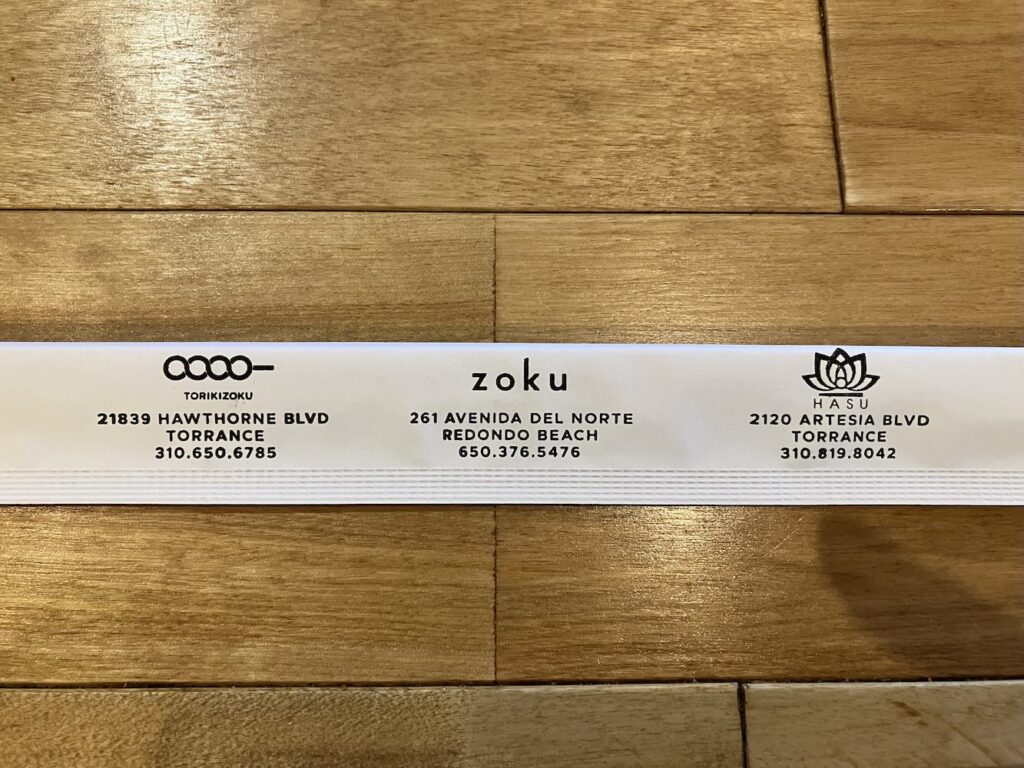 TORIKIZOKU
21839 HAWTHORNE BLVD
TORRANCE
310.650.6785
zoku
261 AVENIDA DEL NORTE
REDONDO BEACH
650.376.5476
HASU
2120 ARTESIA BLVD
TORRANCE
310.819.8042